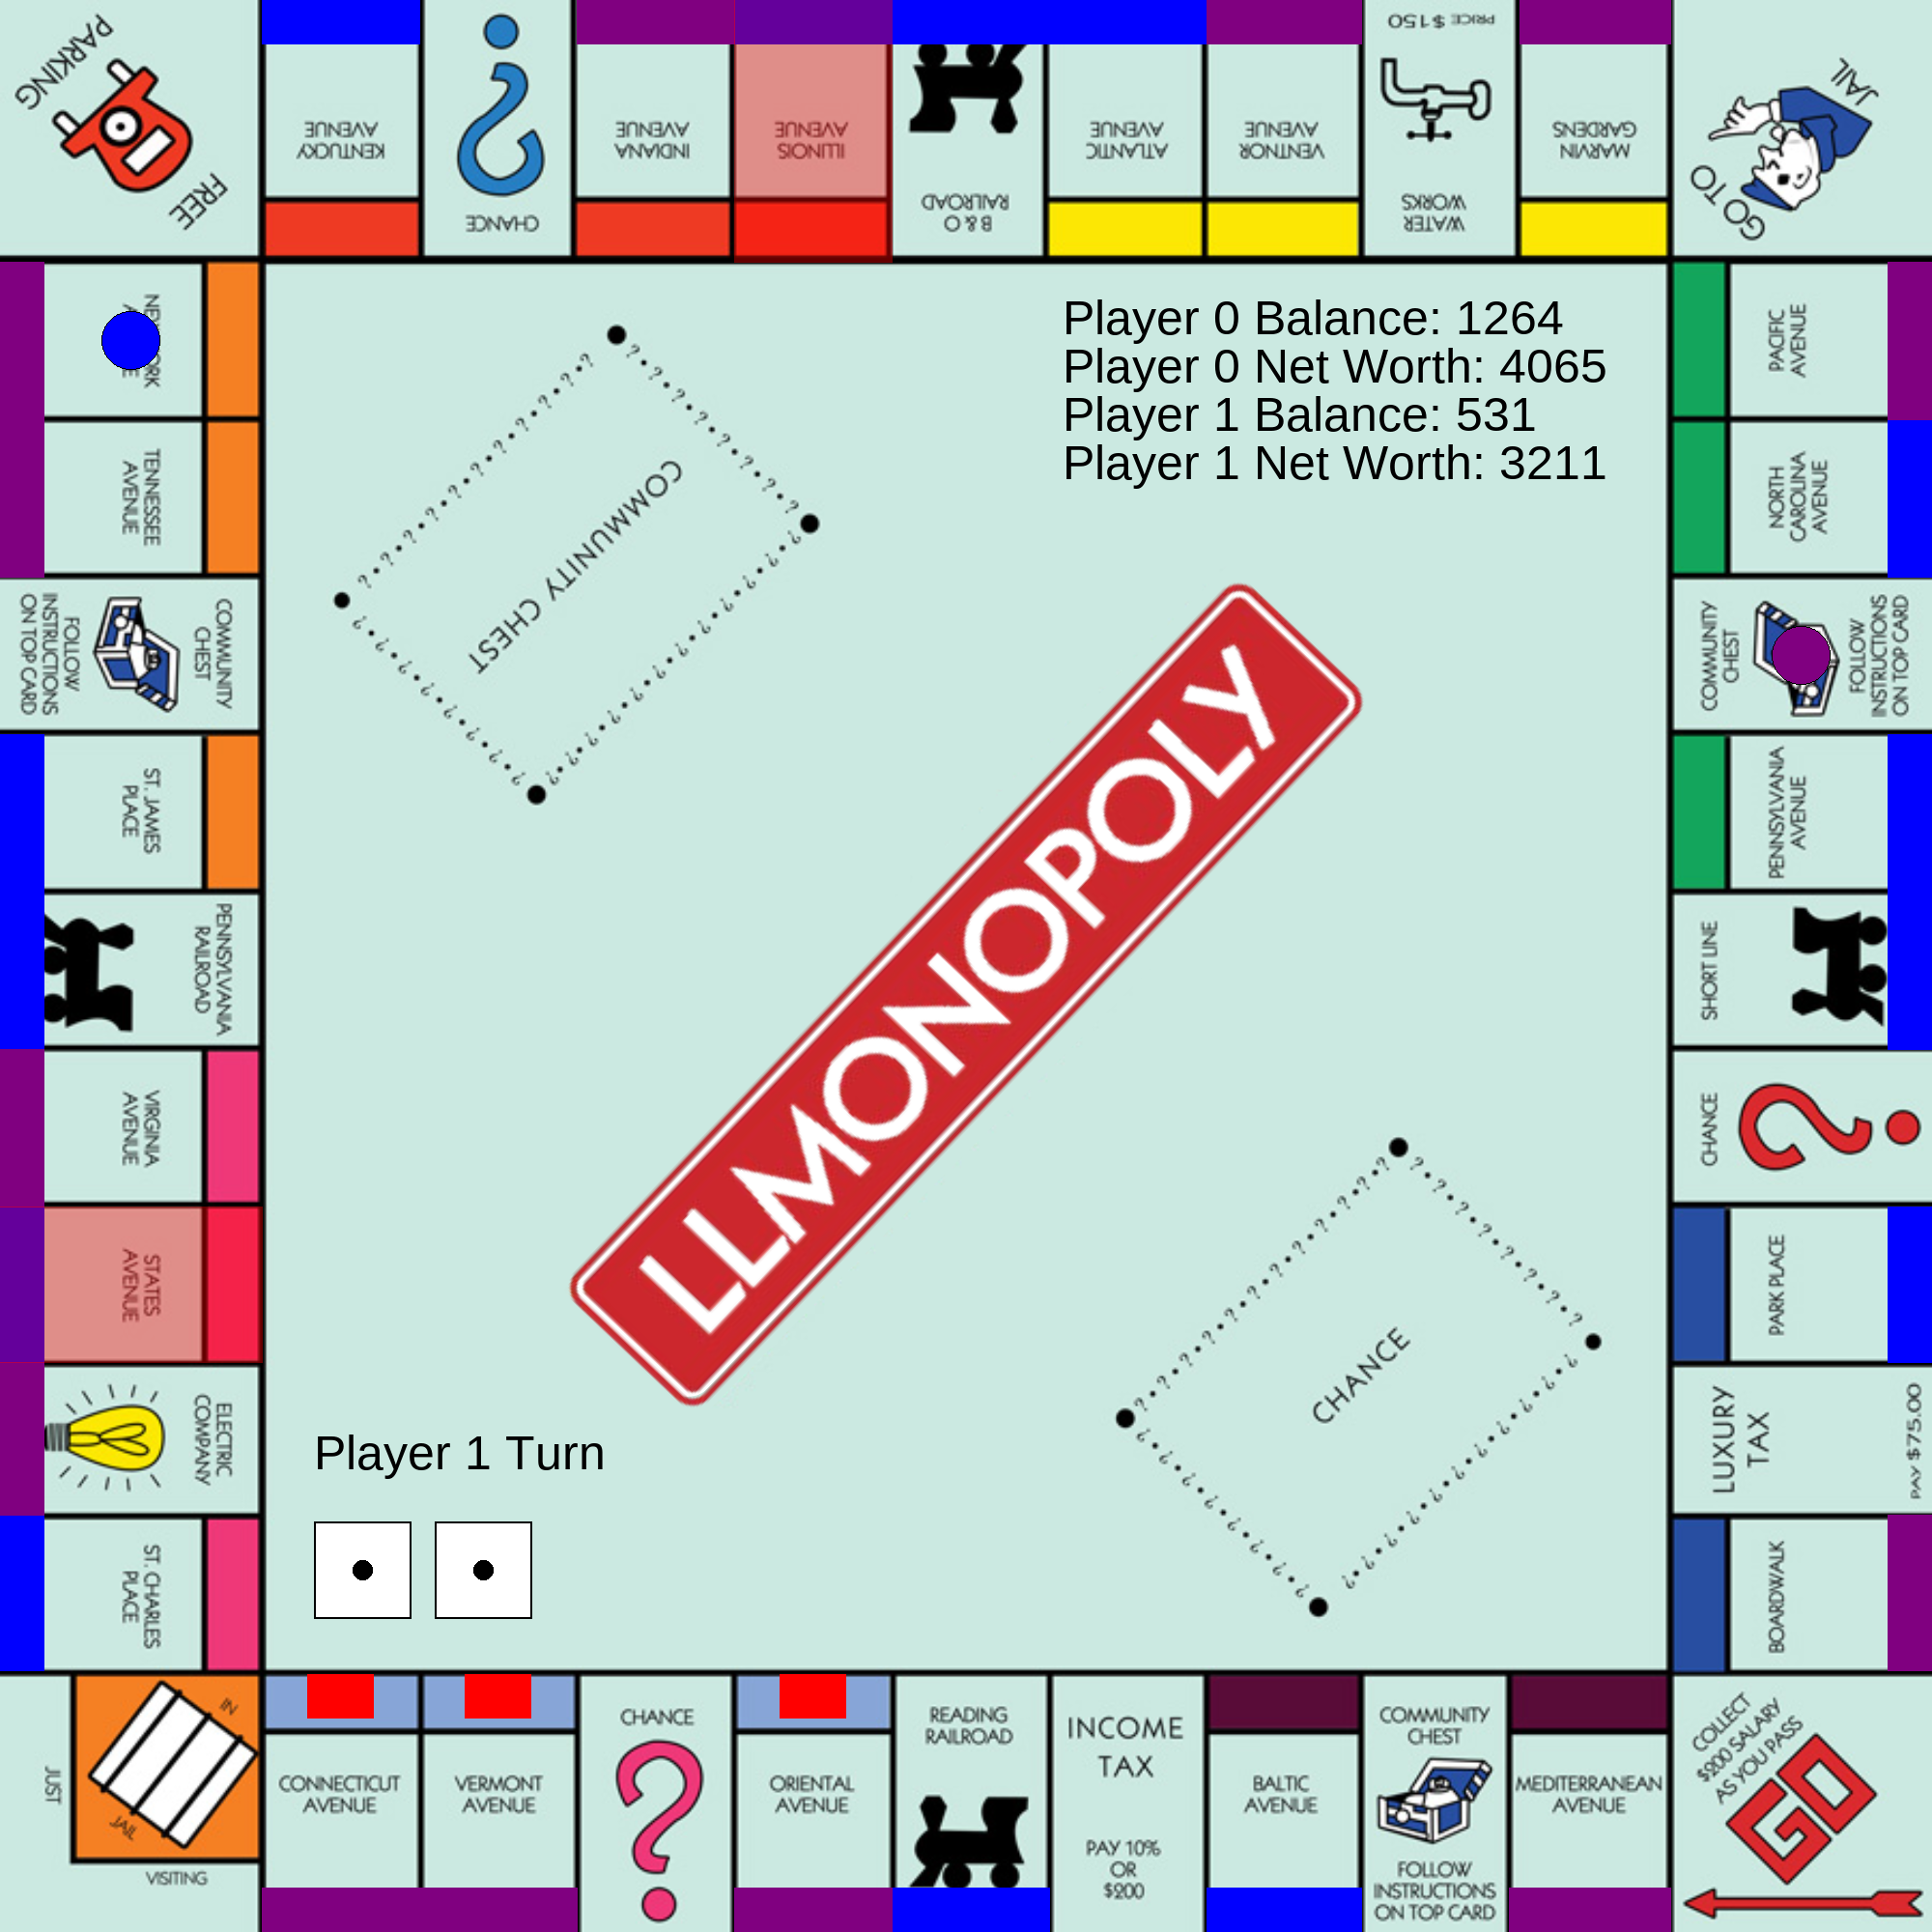 PARKING
FREE
KENTUCKY
AVENUE
CHANCE
INDIANA
AVENUE
ILLINOIS
AVENUE
B & O
RAILROAD
ATLANTIC
AVENUE
VENTNOR
AVENUE
PRICE $150
WATER
WORKS
MARVIN
GARDENS
GO TO
JAIL
Player 0 Balance: 1264
Player 0 Net Worth: 4065
Player 1 Balance: 531
Player 1 Net Worth: 3211
TENNESSEE
AVENUE
COMMUNITY
CHEST
FOLLOW
INSTRUCTIONS
ON TOP CARD
ST. JAMES
PLACE
PENNSYLVANIA
RAILROAD
VIRGINIA
AVENUE
STATES
AVENUE
ELECTRIC
COMPANY
ST. CHARLES
PLACE
COMMUNITY CHEST
LLMONOPOLY
CHANCE
Player 1 Turn
PACIFIC
AVENUE
NORTH
CAROLINA
AVENUE
COMMUNITY
CHEST
FOLLOW
INSTRUCTIONS
ON TOP CARD
PENNSYLVANIA
AVENUE
SHORT LINE
CHANCE
PARK PLACE
LUXURY
TAX
PAY $75.00
BOARDWALK
JUST
VISITING
IN
JAIL
CONNECTICUT
AVENUE
VERMONT
AVENUE
CHANCE
ORIENTAL
AVENUE
READING
RAILROAD
INCOME
TAX
PAY 10%
OR
$200
BALTIC
AVENUE
COMMUNITY
CHEST
FOLLOW
INSTRUCTIONS
ON TOP CARD
MEDITERRANEAN
AVENUE
COLLECT
$200 SALARY
AS YOU PASS
GO